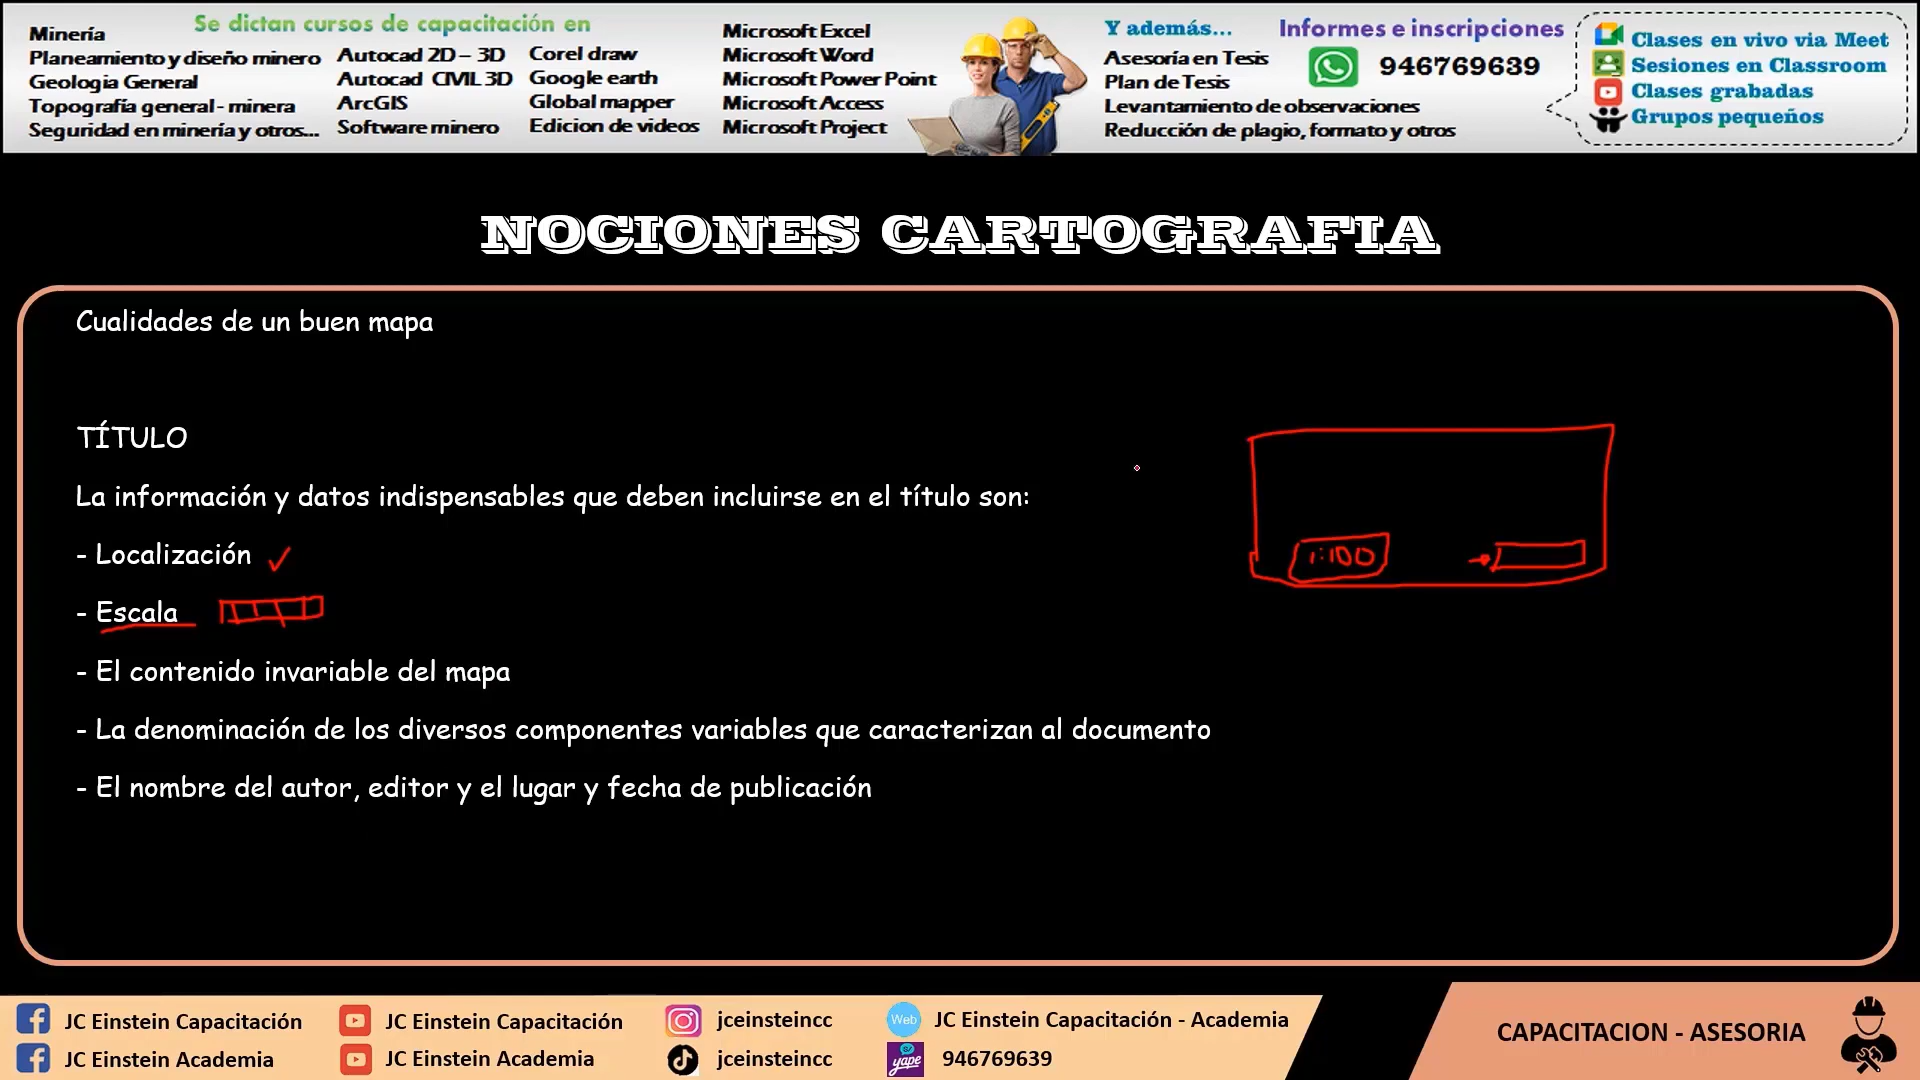 Se dictan cursos de capacitación en
Minería
Planeamiento y diseño minero
Geologia General
Topografía general - minera
Seguridad en minería y otros...
Autocad 2D – 3D
Autocad CIVIL 3D
ArcGIS
Software minero
Corel draw
Google earth
Global mapper
Edicion de videos
Microsoft Excel
Microsoft Word
Microsoft Power Point
Microsoft Access
Microsoft Project
Y además...
Asesoría en Tesis
Plan de Tesis
Levantamiento de observaciones
Reducción de plagio, formato y otros
Informes e inscripciones
946769639
Clases en vivo via Meet
Sesiones en Classroom
Clases grabadas
Grupos pequeños
NOCIONES CARTOGRAFIA
Cualidades de un buen mapa
TÍTULO
La información y datos indispensables que deben incluirse en el título son:
- Localización
- Escala
- El contenido invariable del mapa
- La denominación de los diversos componentes variables que caracterizan al documento
- El nombre del autor, editor y el lugar y fecha de publicación
1:100
JC Einstein Capacitación
JC Einstein Academia
JC Einstein Capacitación
JC Einstein Academia
jceinsteincc
jceinsteincc
Web JC Einstein Capacitación - Academia
yape 946769639
CAPACITACION - ASESORIA